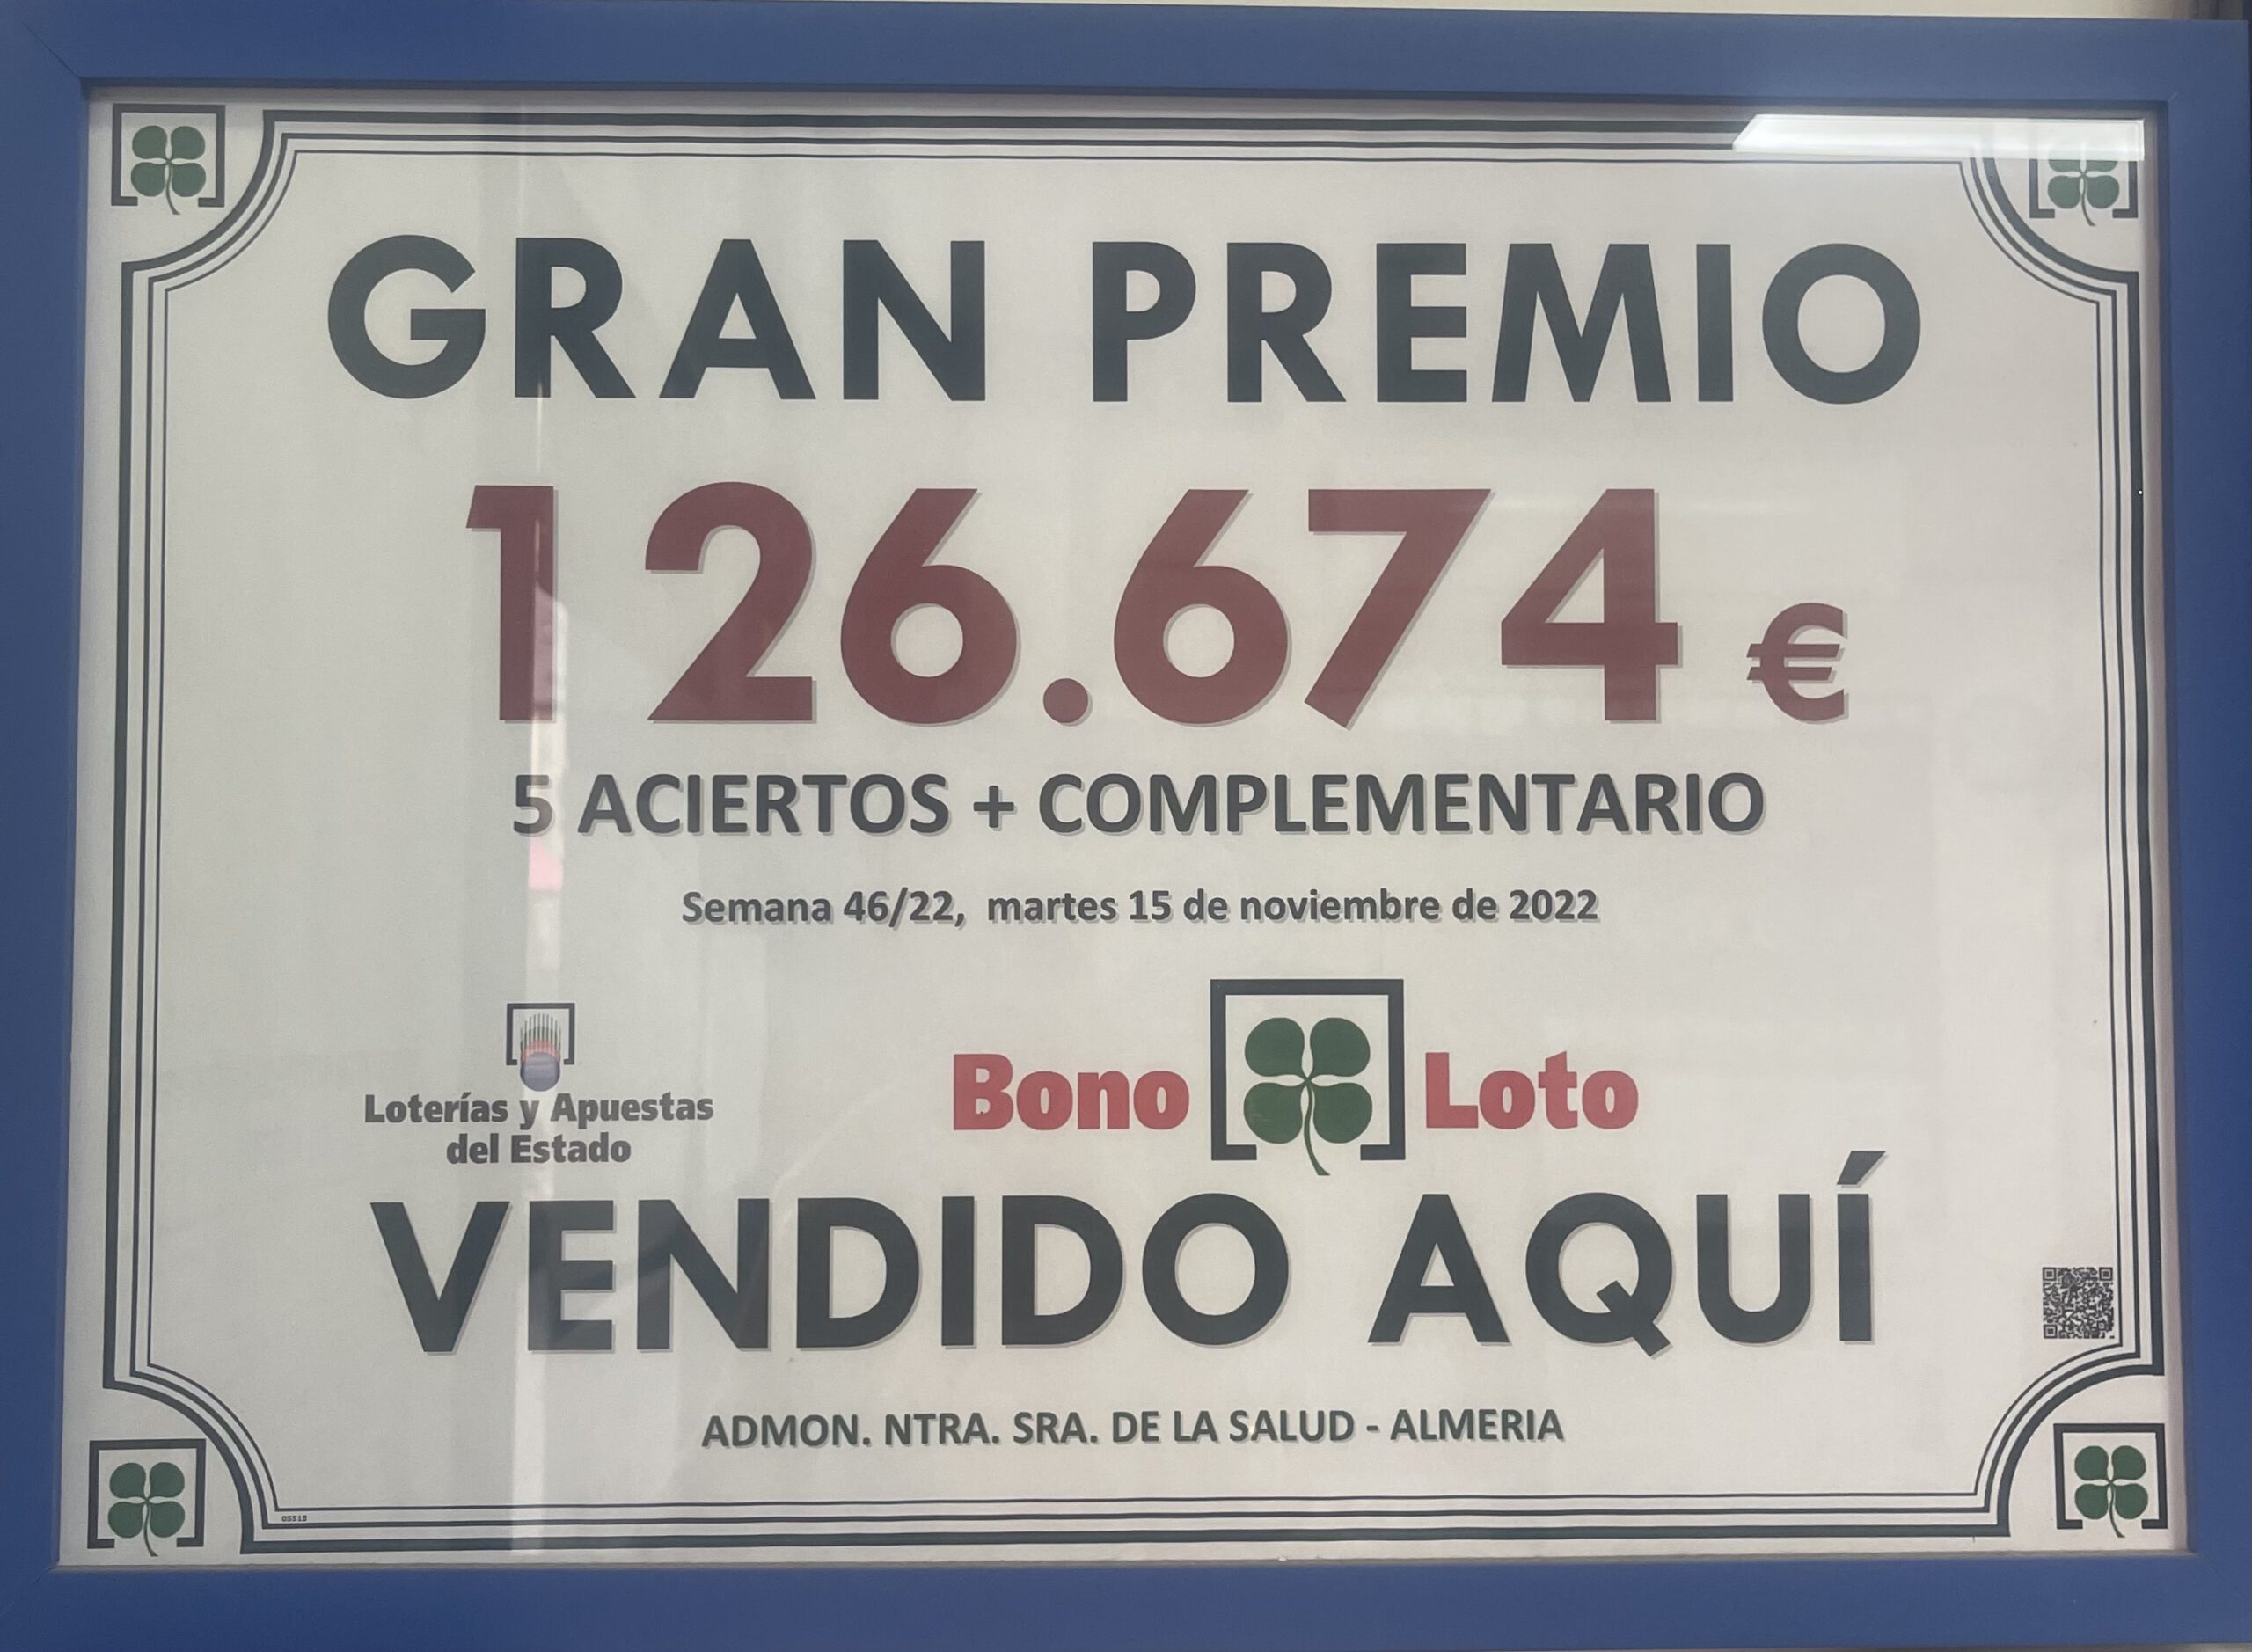 GRAN PREMIO
126.674 €
5 ACIERTOS + COMPLEMENTARIO
Semana 46/22, martes 15 de noviembre de 2022
Loterías y Apuestas
del Estado
Bono Loto
VENDIDO AQUÍ
ADMON. NTRA. SRA. DE LA SALUD - ALMERIA
05515